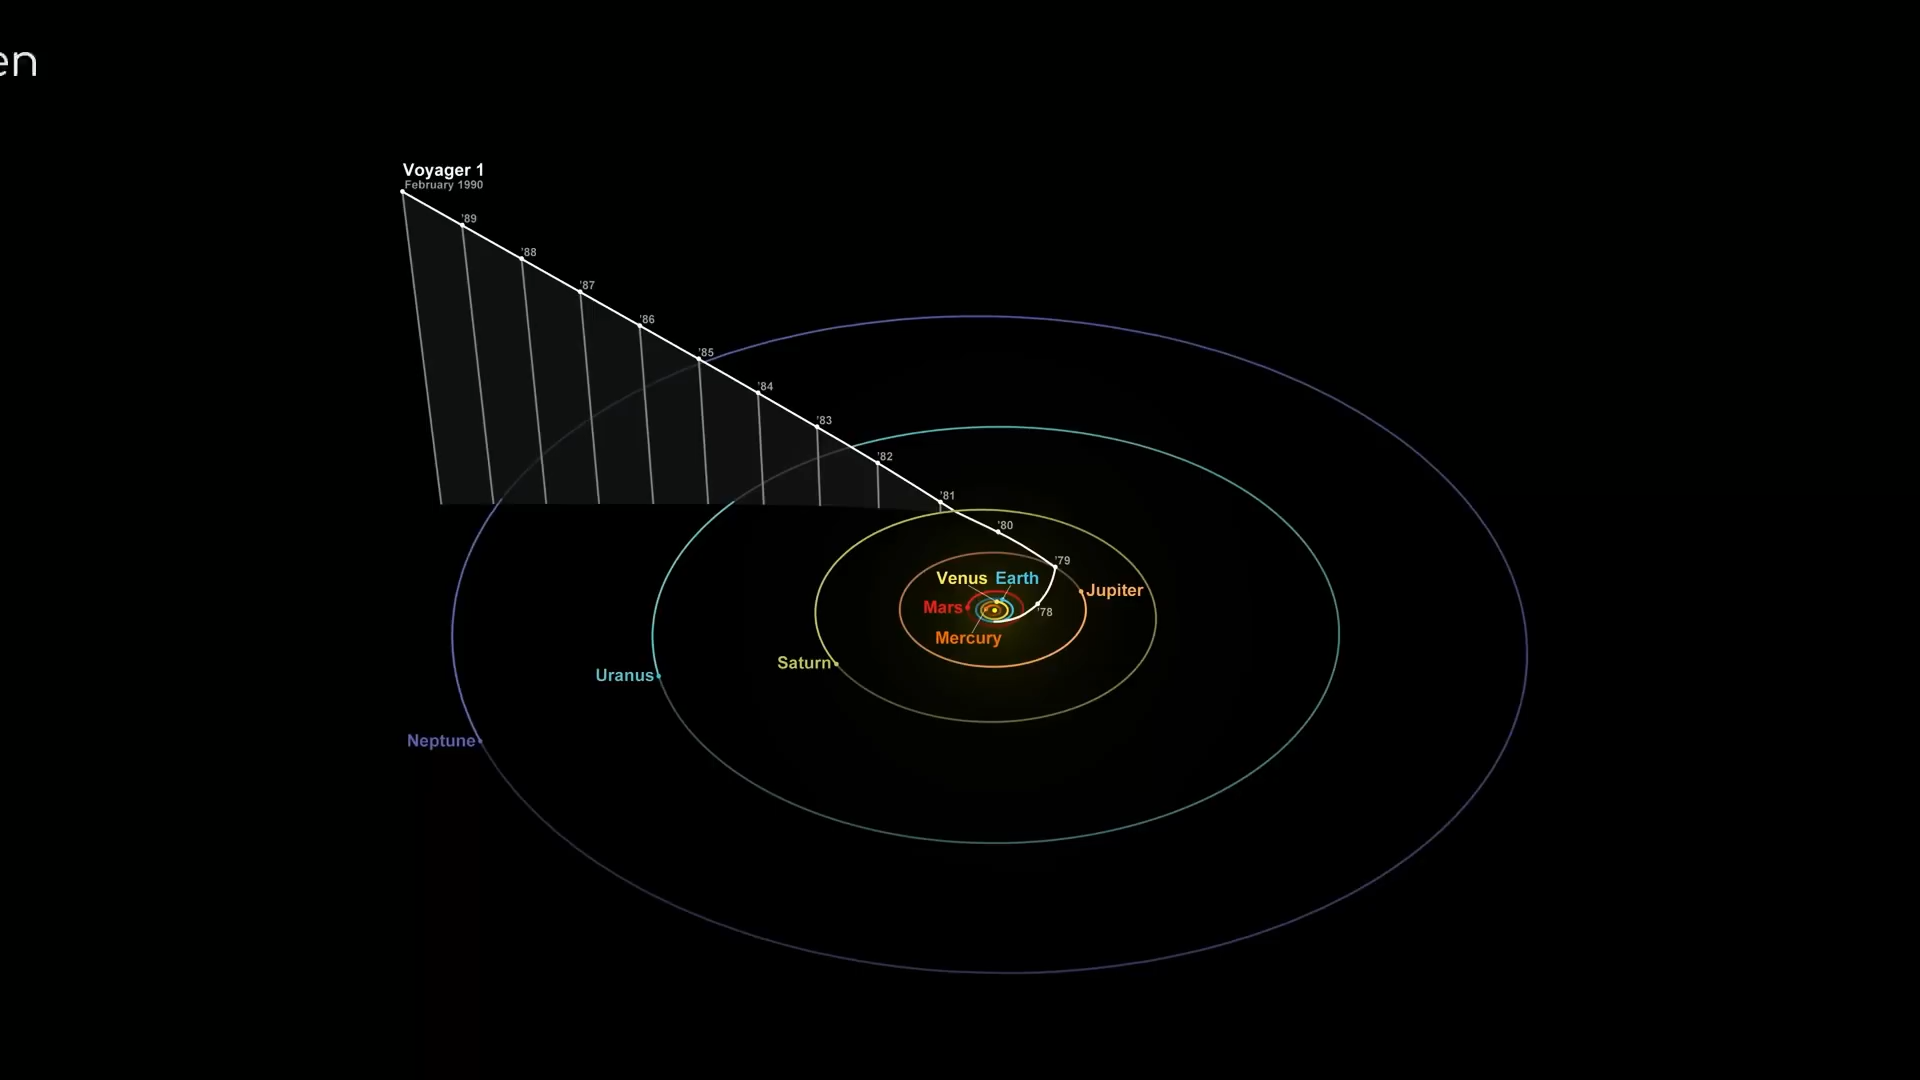 en
Voyager 1
February 1990
'89
'88
'87
'86
'85
'84
'83
'82
'81
'80
'79
Venus Earth
Jupiter
Mars
'78
Mercury
Saturn
Uranus
Neptune